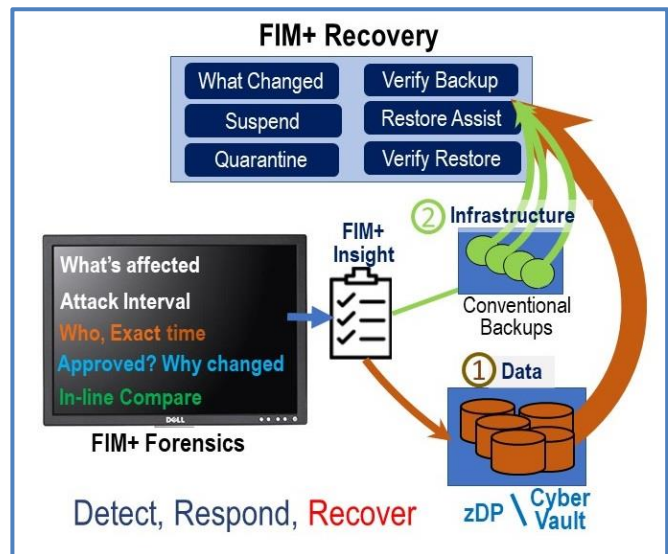 FIM+ Recovery
What Changed
Verify Backup
Suspend
Restore Assist
Quarantine
Verify Restore
② Infrastructure
FIM+
Insight
Conventional
Backups
What's affected
Attack Interval
Who, Exact time
Approved? Why changed
In-line Compare
DELL
FIM+ Forensics
① Data
zDP \ Cyber
Vault
Detect, Respond, Recover